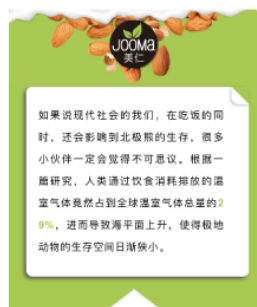 JOOMA
美仁
如果说现代社会的我们，在吃饭的同
时，还会影响到北极熊的生存，很多
小伙伴一定会觉得不可思议。根据一
篇研究，人类通过饮食消耗排放的温
室气体竟然占到全球温室气体总量的2
9%，进而导致海平面上升，使得极地
动物的生存空间日渐狭小。